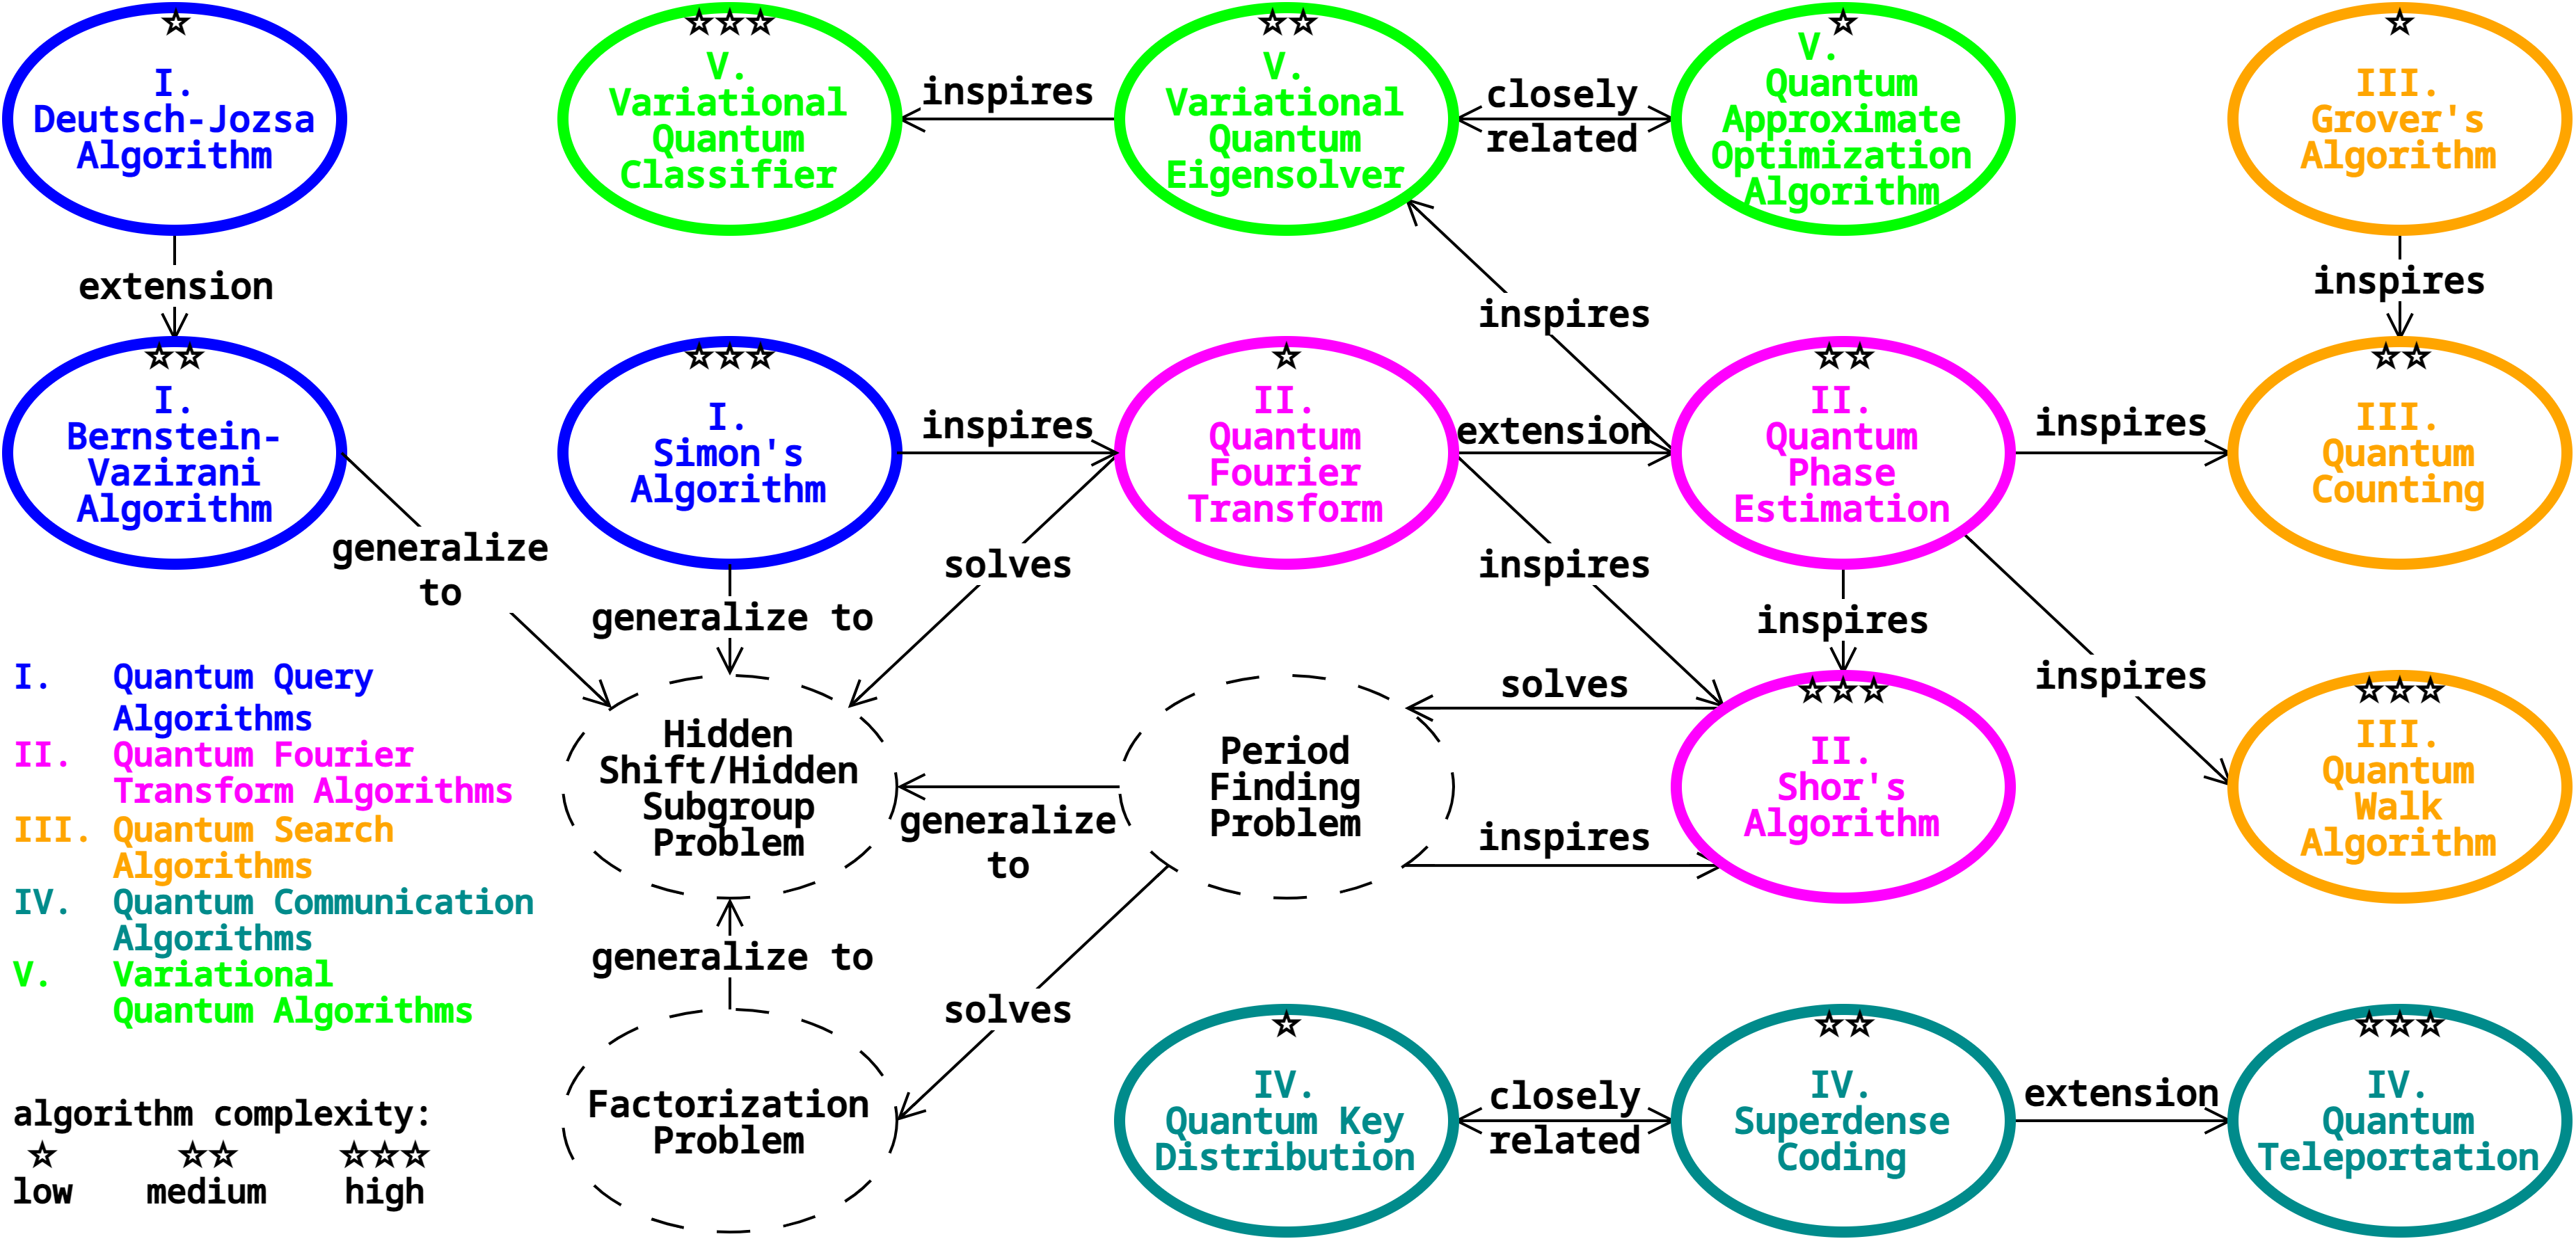 ☆
I.
Deutsch-Jozsa
Algorithm
☆☆☆
V.
Variational
Quantum
Classifier
inspires
☆☆
V.
Variational
Quantum
Eigensolver
closely
related
☆
V.
Quantum
Approximate
Optimization
Algorithm
☆
III.
Grover's
Algorithm
extension
inspires
inspires
☆☆
I.
Bernstein-
Vazirani
Algorithm
☆☆☆
I.
Simon's
Algorithm
inspires
☆
II.
Quantum
Fourier
Transform
extension
☆☆
II.
Quantum
Phase
Estimation
inspires
☆☆
III.
Quantum
Counting
generalize
to
generalize to
solves
inspires
inspires
inspires
Hidden
Shift/Hidden
Subgroup
Problem
generalize
to
Period
Finding
Problem
solves
inspires
☆☆☆
II.
Shor's
Algorithm
☆☆☆
III.
Quantum
Walk
Algorithm
generalize to
solves
Factorization
Problem
☆
IV.
Quantum Key
Distribution
closely
related
☆☆
IV.
Superdense
Coding
extension
☆☆☆
IV.
Quantum
Teleportation
I. Quantum Query
Algorithms
II. Quantum Fourier
Transform Algorithms
III. Quantum Search
Algorithms
IV. Quantum Communication
Algorithms
V. Variational
Quantum Algorithms
algorithm complexity:
☆ ☆☆ ☆☆☆
low medium high